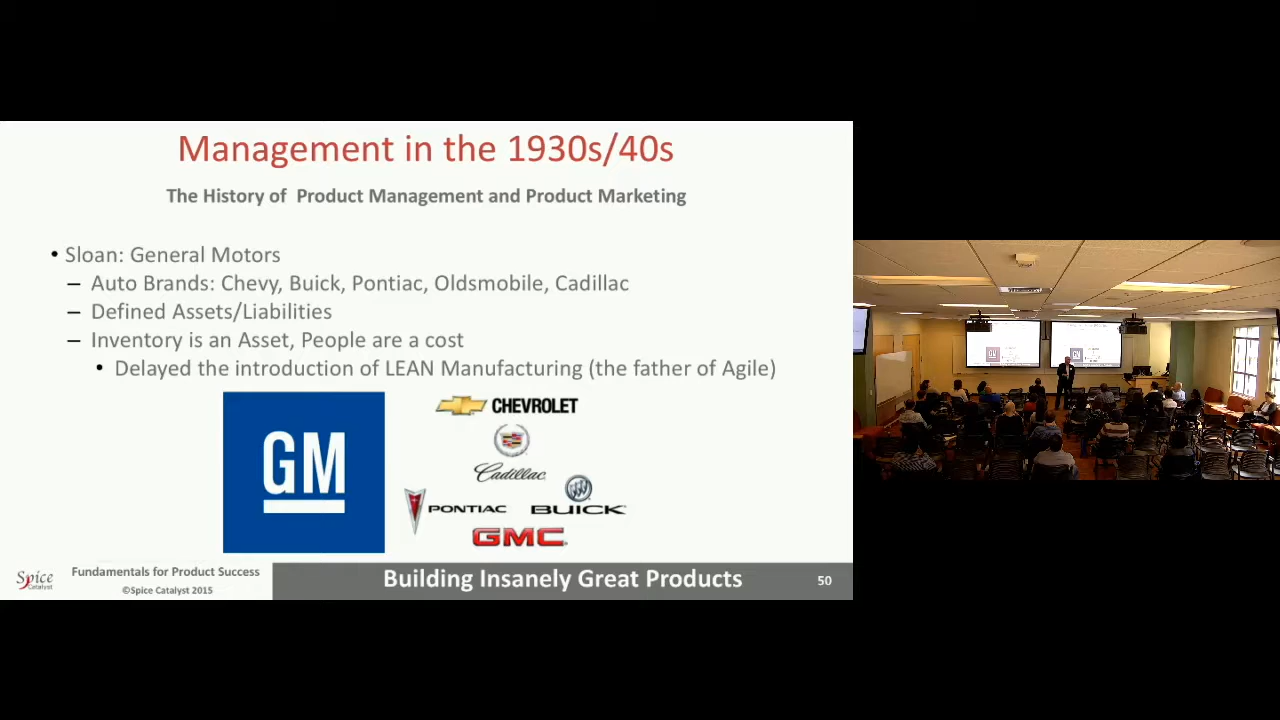 Management in the 1930s/40s
The History of  Product Management and Product Marketing
• Sloan: General Motors
– Auto Brands: Chevy, Buick, Pontiac, Oldsmobile, Cadillac
– Defined Assets/Liabilities
– Inventory is an Asset, People are a cost
• Delayed the introduction of LEAN Manufacturing (the father of Agile)
GM
CHEVROLET
Cadillac
PONTIAC
BUICK
GMC
Spice
Catalyst
Fundamentals for Product Success
©Spice Catalyst 2015
Building Insanely Great Products
50